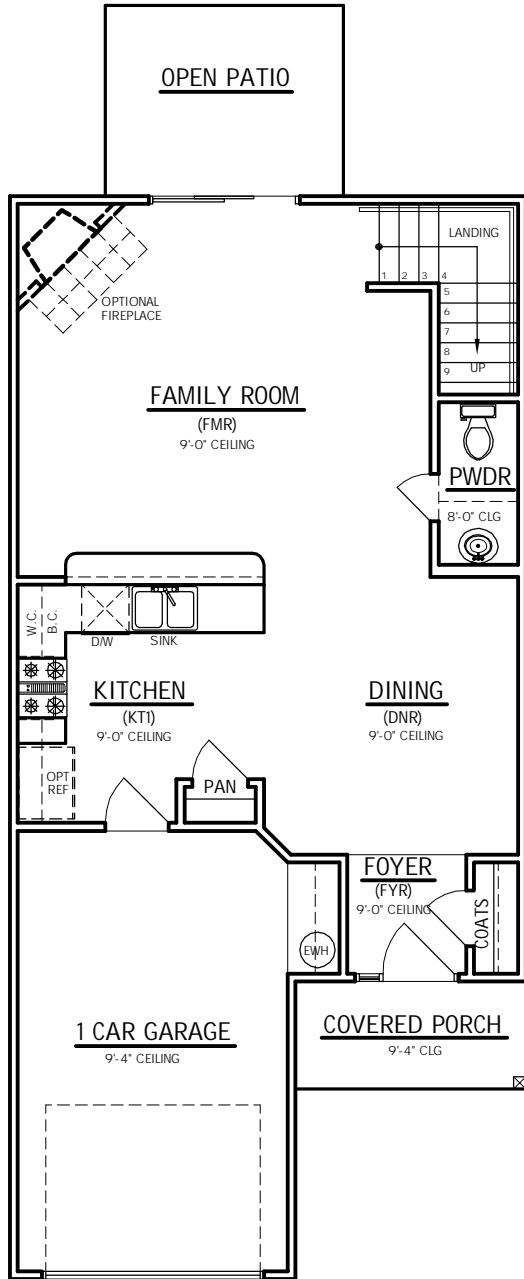 OPEN PATIO
LANDING
1 2 3 4
5
6
7
8
9
UP
OPTIONAL
FIREPLACE
FAMILY ROOM
(FMR)
9'-0" CEILING
PWDR
8'-0" CLG
W.C.
B.C.
D/W
SINK
KITCHEN
(KT1)
9'-0" CEILING
DINING
(DNR)
9'-0" CEILING
OPT
REF
PAN
FOYER
(FYR)
9'-0" CEILING
COATS
EWH
1 CAR GARAGE
9'-4" CEILING
COVERED PORCH
9'-4" CLG